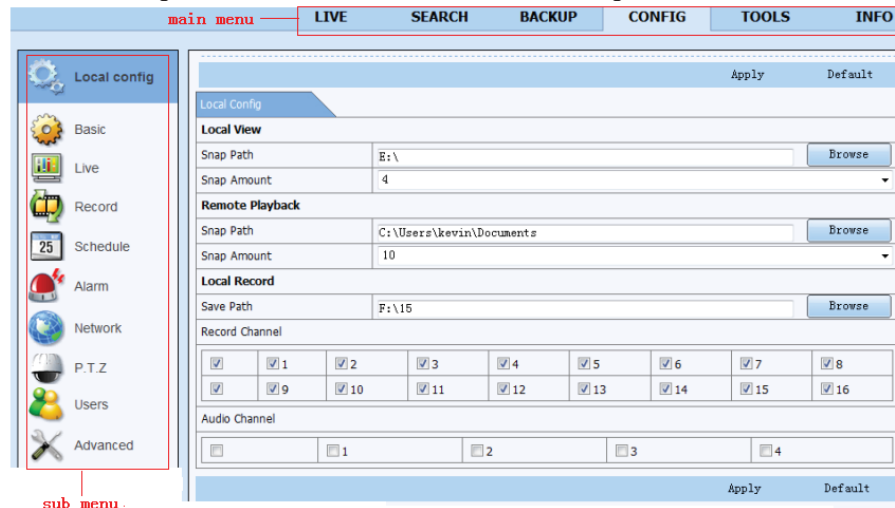 main menu LIVE SEARCH BACKUP CONFIG TOOLS INFO
Local config
Basic
Live
Record
25 Schedule
Alarm
Network
P.T.Z
Users
Advanced
sub menu.
Apply Default
Local Config
Local View
Snap Path E:\ Browse
Snap Amount 4
Remote Playback
Snap Path C:\Users\kevin\Documents Browse
Snap Amount 10
Local Record
Save Path F:\15 Browse
Record Channel
1 2 3 4 5 6 7 8
9 10 11 12 13 14 15 16
Audio Channel
1 2 3 4
Apply Default